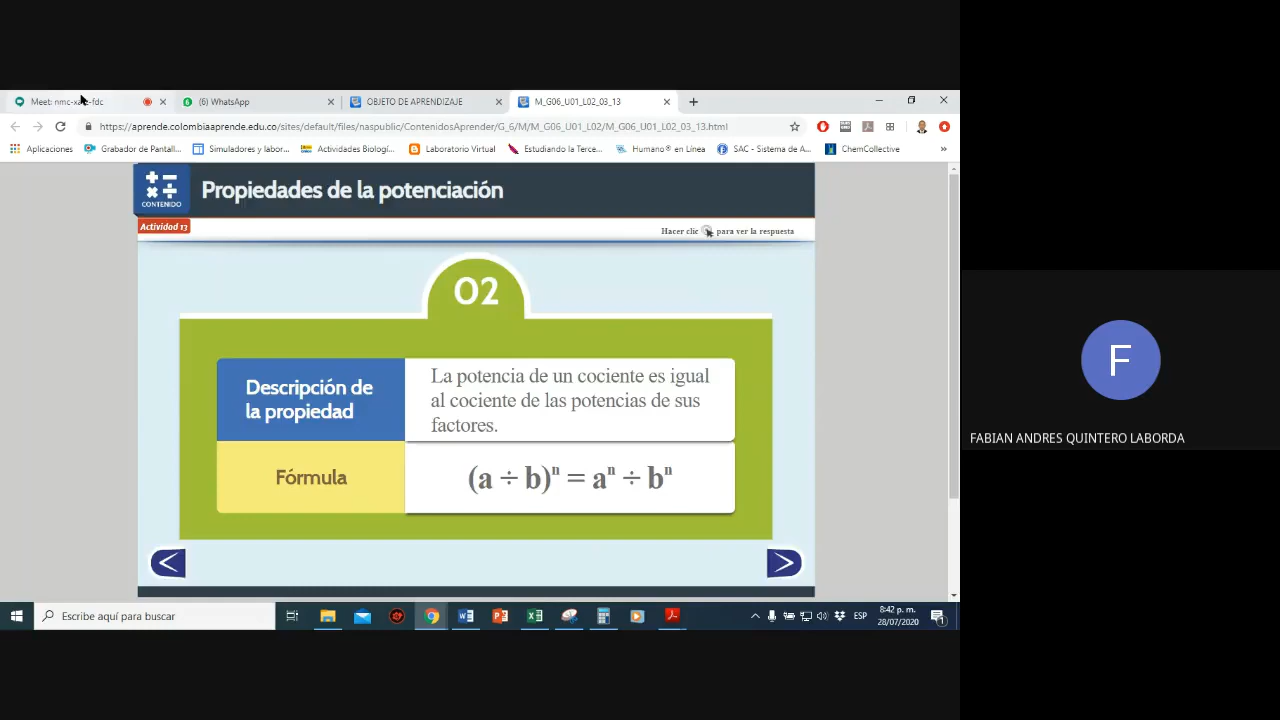 Meet: nmc-xa
-fdc
(6) WhatsApp
OBJETO DE APRENDIZAJE
M_G06_U01_L02_03_13
https://aprende.colombiaaprende.edu.co/sites/default/files/naspublic/ContenidosAprender/G_6/M/M_G06_U01_L02/M_G06_U01_L02_03_13.html
Aplicaciones
Grabador de Pantall...
Simuladores y labor...
Actividades Biologí...
Laboratorio Virtual
Estudiando la Terce...
Humano® en Línea
SAC - Sistema de A...
ChemCollective
»
CONTENIDO
Propiedades de la potenciación
Actividad 13
Hacer clic para ver la respuesta
02
Descripción de
la propiedad
La potencia de un cociente es igual
al cociente de las potencias de sus
factores.
Fórmula
(a ÷ b)ⁿ = aⁿ ÷ bⁿ
<
>
F
FABIAN ANDRES QUINTERO LABORDA
Escribe aquí para buscar
ESP
8:42 p. m.
28/07/2020
1